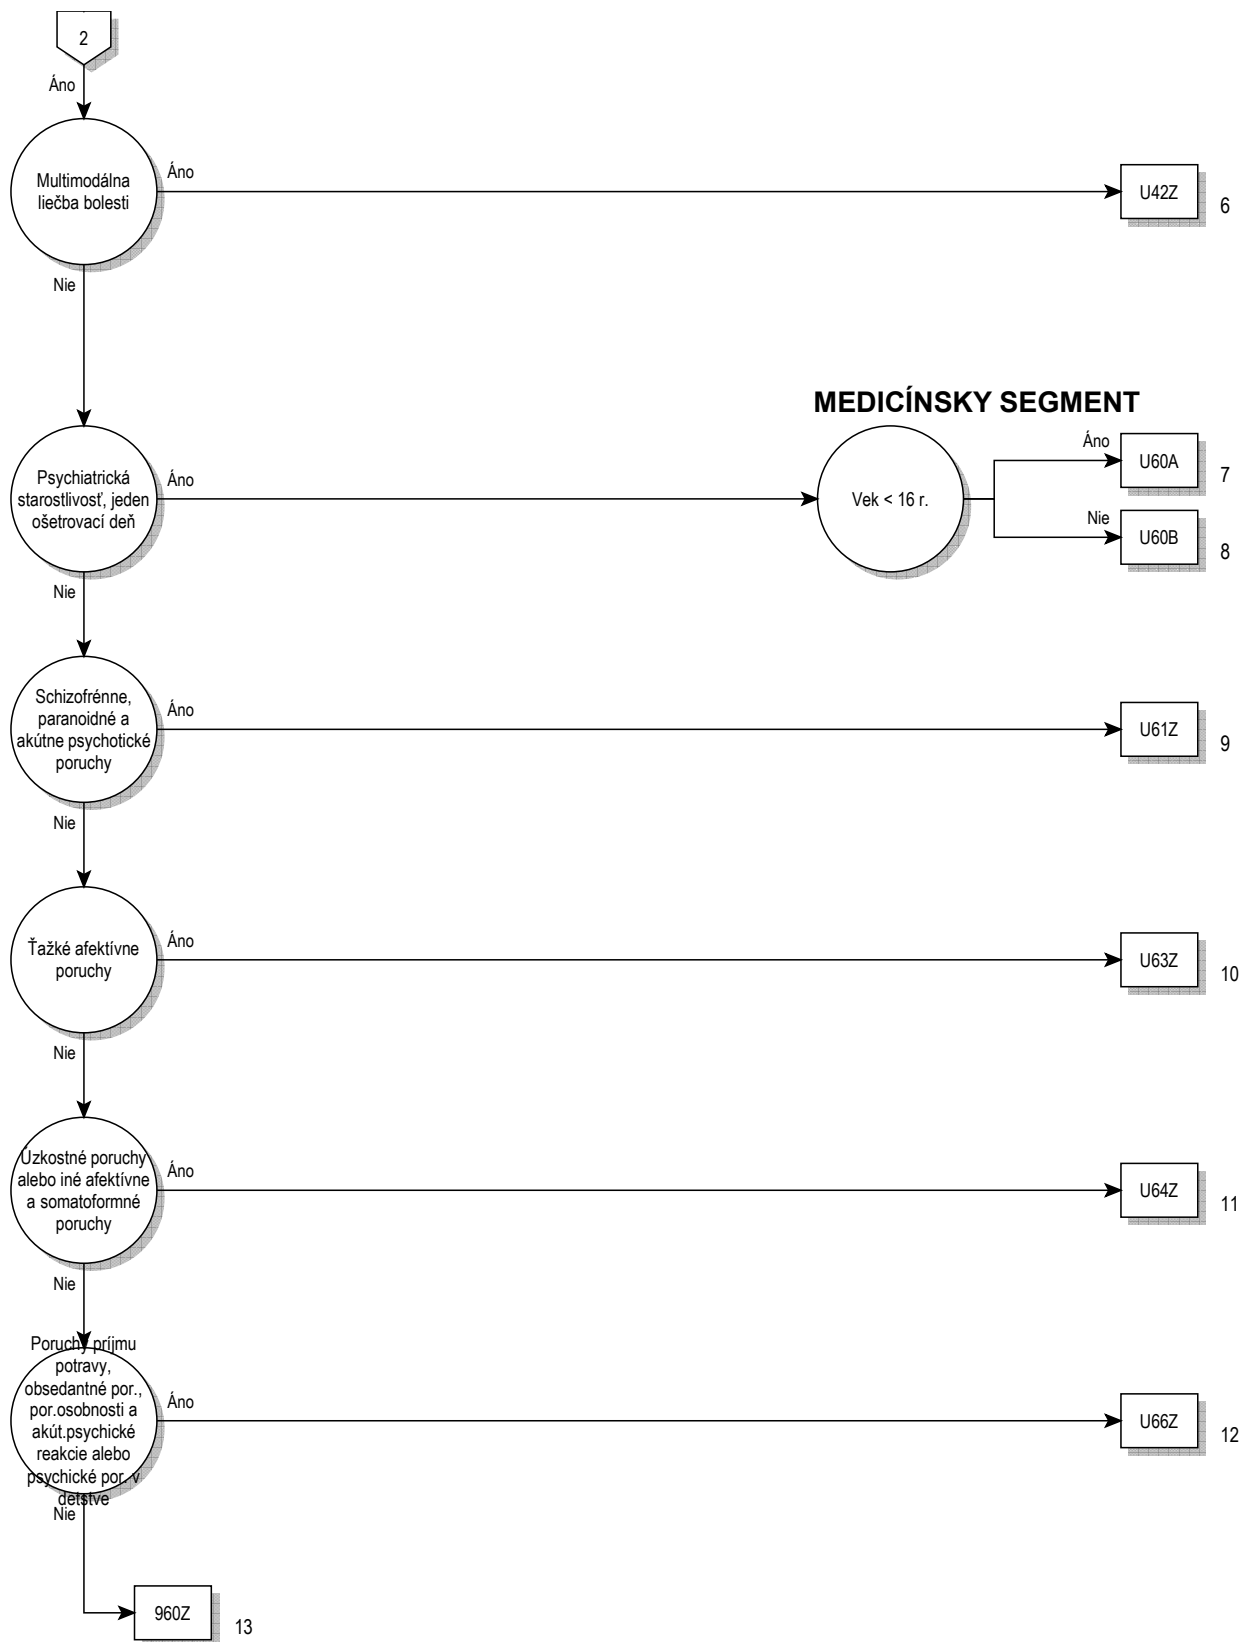 2
Áno
Multimodálna
liečba bolesti
Áno
U42Z
6
Nie
MEDICÍNSKY SEGMENT
Psychiatrická
starostlivosť, jeden
ošetrovací deň
Áno
Vek < 16 r.
Áno
U60A
7
Nie
U60B
8
Nie
Schizofrénne,
paranoidné a
akútne psychotické
poruchy
Áno
U61Z
9
Nie
Ťažké afektívne
poruchy
Áno
U63Z
10
Nie
Úzkostné poruchy
alebo iné afektívne
a somatoformné
poruchy
Áno
U64Z
11
Nie
Poruchy príjmu
potravy,
obsedantné por.,
por.osobnosti a
akút.psychické
reakcie alebo
psychické por. v
detstve
Áno
U66Z
12
Nie
960Z
13